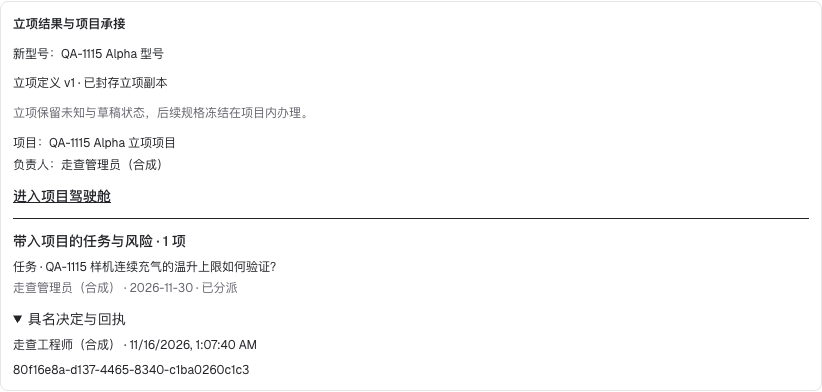 立项结果与项目承接
新型号：QA-1115 Alpha 型号
立项定义 v1 · 已封存立项副本
立项保留未知与草稿状态，后续规格冻结在项目内办理。
项目：QA-1115 Alpha 立项项目
负责人：走查管理员（合成）
进入项目驾驶舱
带入项目的任务与风险 · 1 项
任务 · QA-1115 样机连续充气的温升上限如何验证？
走查管理员（合成） · 2026-11-30 · 已分派
▼ 具名决定与回执
走查工程师（合成） · 11/16/2026, 1:07:40 AM
80f16e8a-d137-4465-8340-c1ba0260c1c3